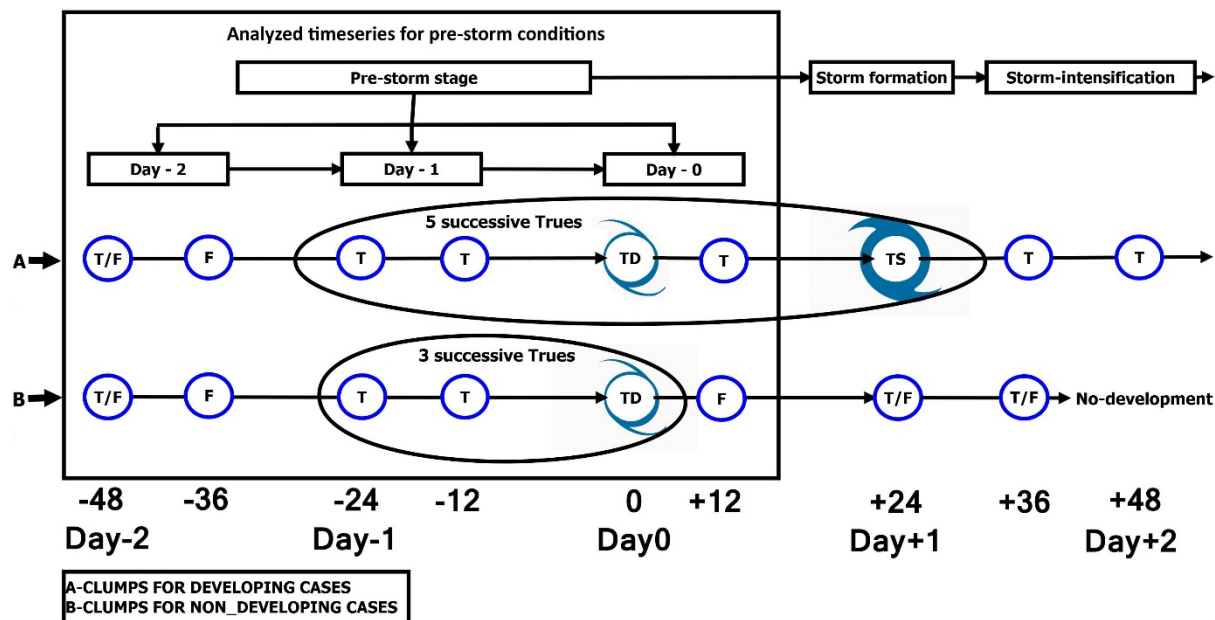 Analyzed timeseries for pre-storm conditions
Pre-storm stage
Storm formation
Storm-intensification
Day - 2
Day - 1
Day - 0
5 successive Trues
A
T/F
F
T
T
TD
T
TS
T
T
3 successive Trues
B
T/F
F
T
T
TD
F
T/F
T/F
No-development
-48
-36
-24
-12
0
+12
+24
+36
+48
Day-2
Day-1
Day0
Day+1
Day+2
A-CLUMPS FOR DEVELOPING CASES
B-CLUMPS FOR NON_DEVELOPING CASES